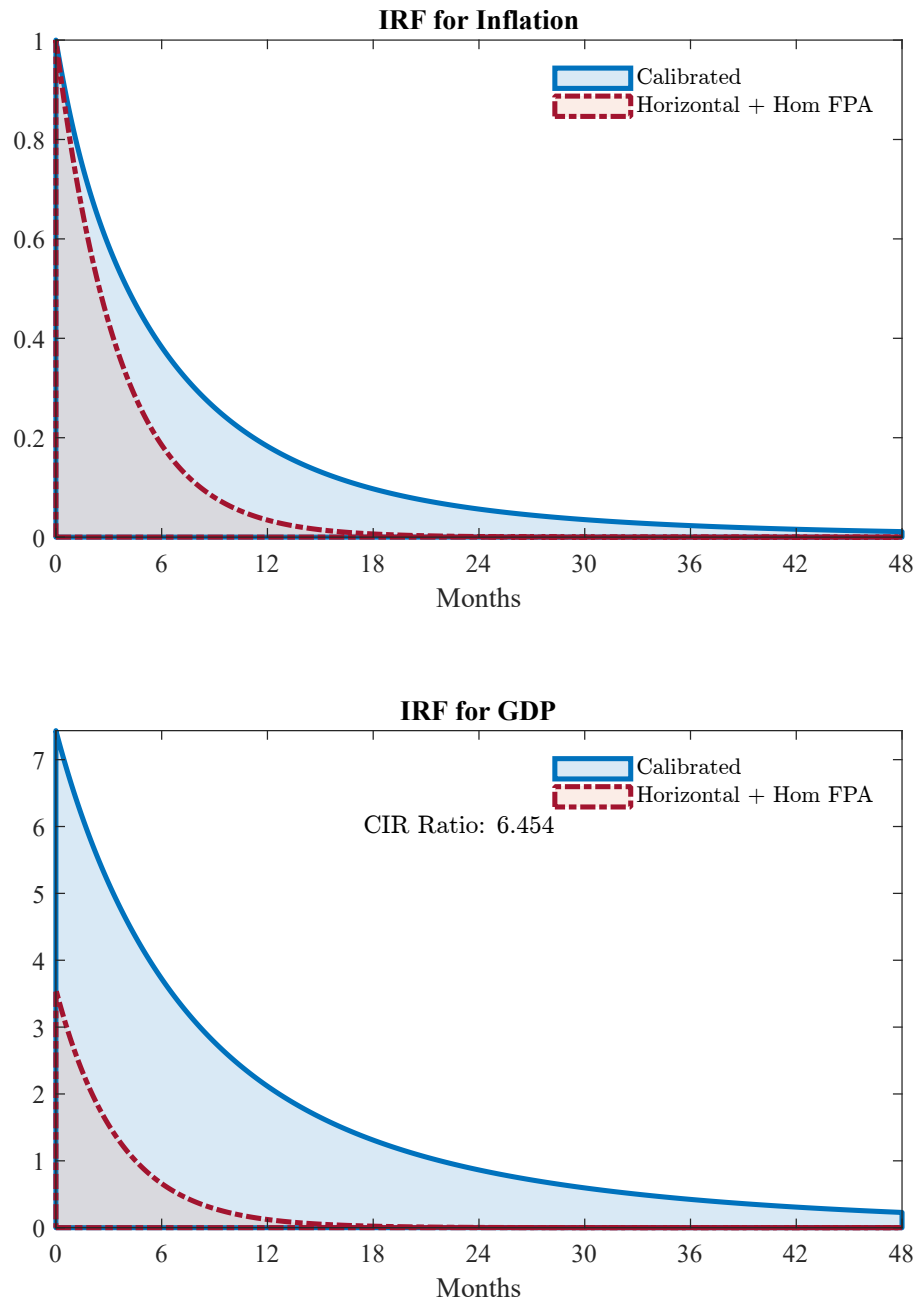 IRF for Inflation
1
Calibrated
Horizontal + Hom FPA
0.8
0.6
0.4
0.2
0
0 6 12 18 24 30 36 42 48
Months
IRF for GDP
7
Calibrated
Horizontal + Hom FPA
CIR Ratio: 6.454
6
5
4
3
2
1
0
0 6 12 18 24 30 36 42 48
Months